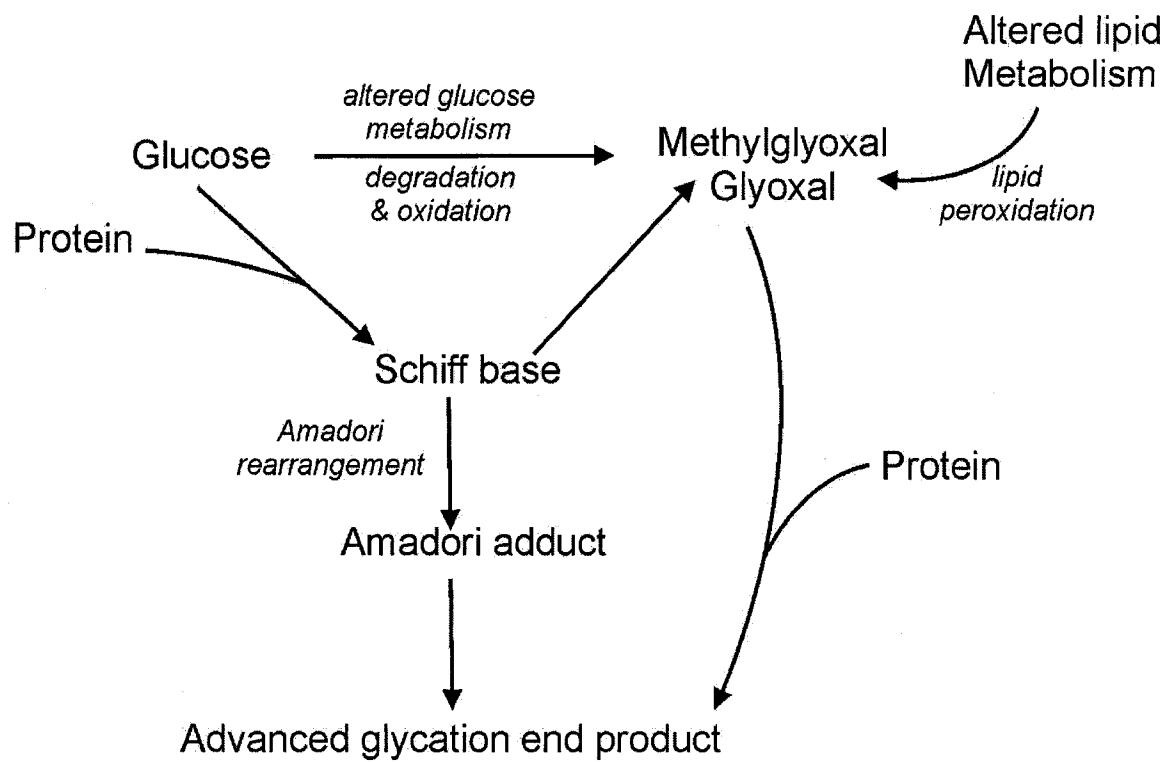 Altered lipid
Metabolism
altered glucose
metabolism
Glucose
degradation
& oxidation
Methylglyoxal
Glyoxal
lipid
peroxidation
Protein
Schiff base
Amadori
rearrangement
Protein
Amadori adduct
Advanced glycation end product